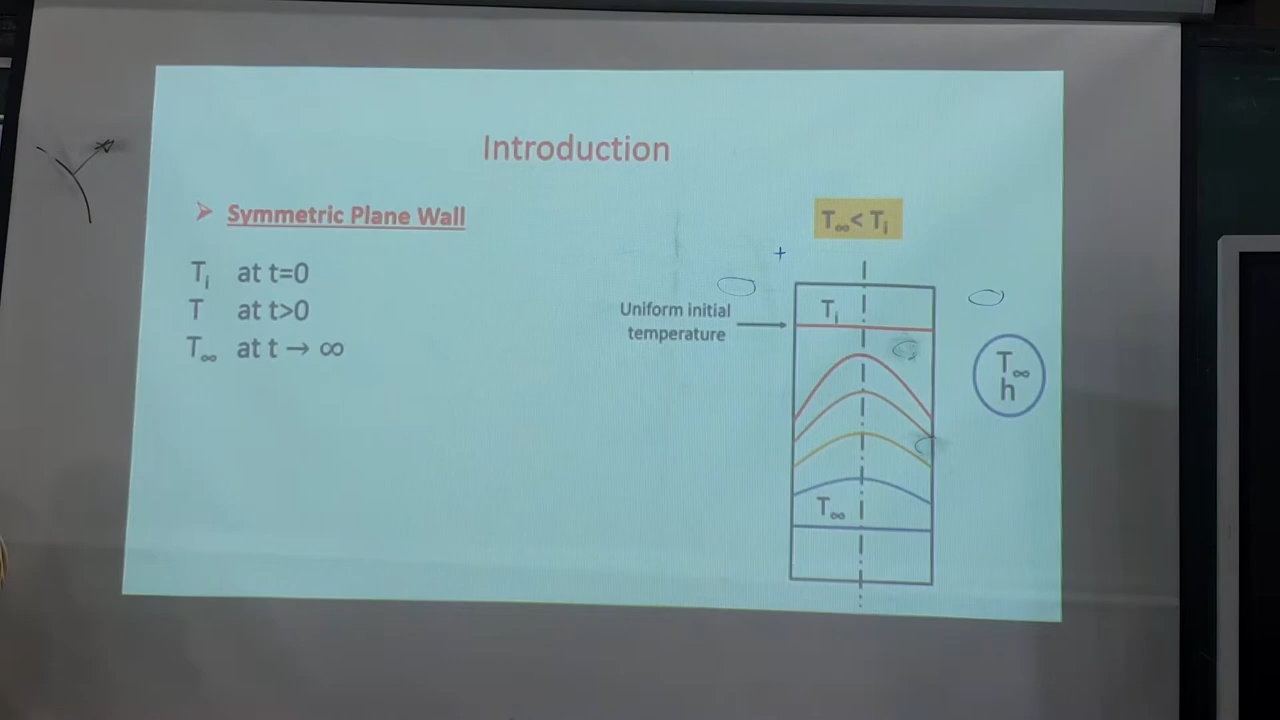 Introduction
➢ Symmetric Plane Wall
Tᵢ at t=0
T at t>0
T∞ at t → ∞
T∞ < Tᵢ
Uniform initial
temperature
Tᵢ
T∞
h
T∞